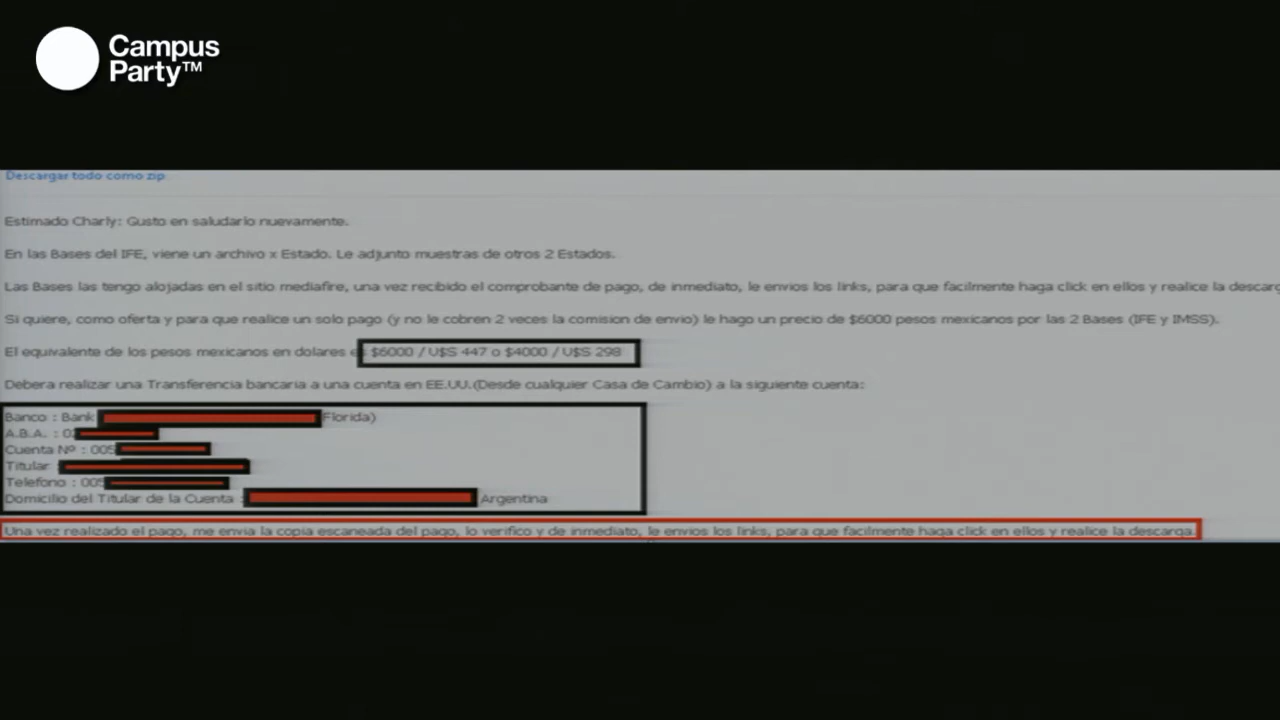 Campus
Party™
Descargar todo como zip
Estimado Charly: Gusto en saludarlo nuevamente.
En las Bases del IFE, viene un archivo x Estado. Le adjunto muestras de otros 2 Estados.
Las Bases las tengo alojadas en el sitio mediafire, una vez recibido el comprobante de pago, de inmediato, le envios los links, para que facilmente haga click en ellos y realice la descarg
Si quiere, como oferta y para que realice un solo pago (y no le cobren 2 veces la comision de envio) le hago un precio de $6000 pesos mexicanos por las 2 Bases (IFE y IMSS).
El equivalente de los pesos mexicanos en dolares e $6000 / U$S 447 o $4000 / U$S 298
Debera realizar una Transferencia bancaria a una cuenta en EE.UU.(Desde cualquier Casa de Cambio) a la siguiente cuenta:
Banco : Bank Florida)
A.B.A. : 02
Cuenta Nº : 005
Titular
Telefono : 005
Domicilio del Titular de la Cuenta : Argentina
Una vez realizado el pago, me envia la copia escaneada del pago, lo verifico y de inmediato, le envios los links, para que facilmente haga click en ellos y realice la descarga.